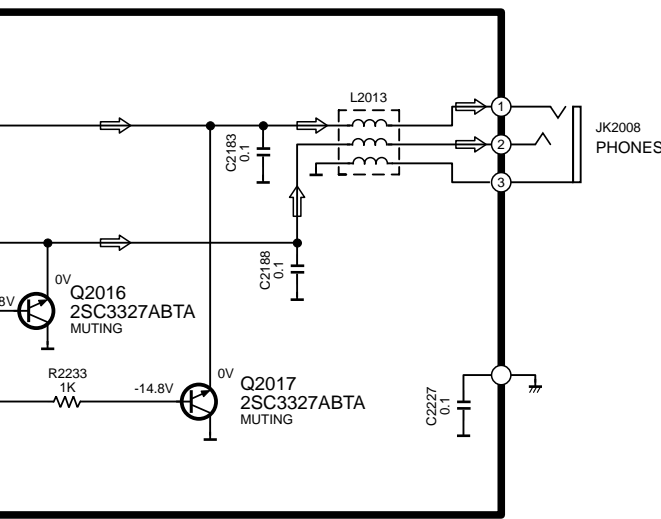 L2013
1
JK2008
PHONES
2
3
C2183
0.1
C2188
0.1
0V
8V
Q2016
2SC3327ABTA
MUTING
R2233
1K
-14.8V
0V
Q2017
2SC3327ABTA
MUTING
C2227
0.1